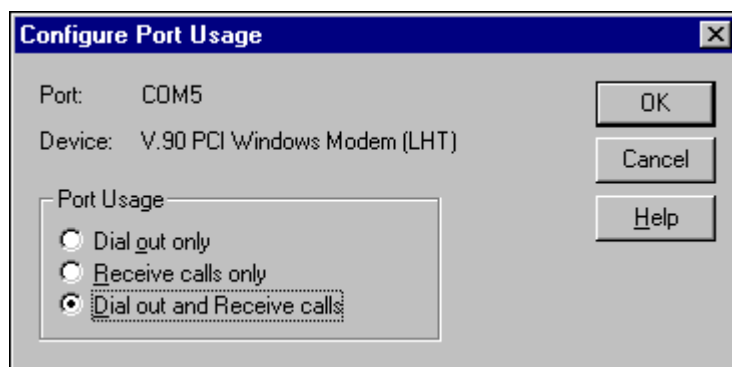 Configure Port Usage
Port: COM5
OK
Device: V.90 PCI Windows Modem (LHT)
Cancel
Port Usage
Help
Dial out only
Receive calls only
Dial out and Receive calls